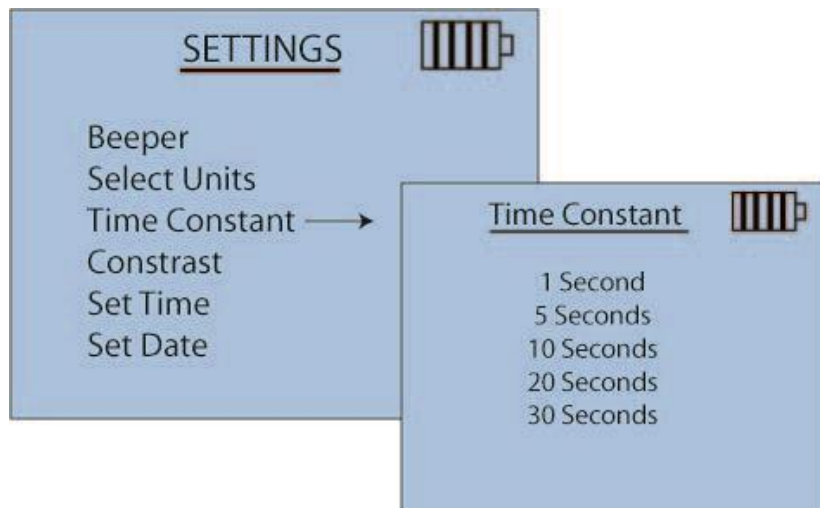 SETTINGS
Beeper
Select Units
Time Constant
Constrast
Set Time
Set Date
Time Constant
1 Second
5 Seconds
10 Seconds
20 Seconds
30 Seconds